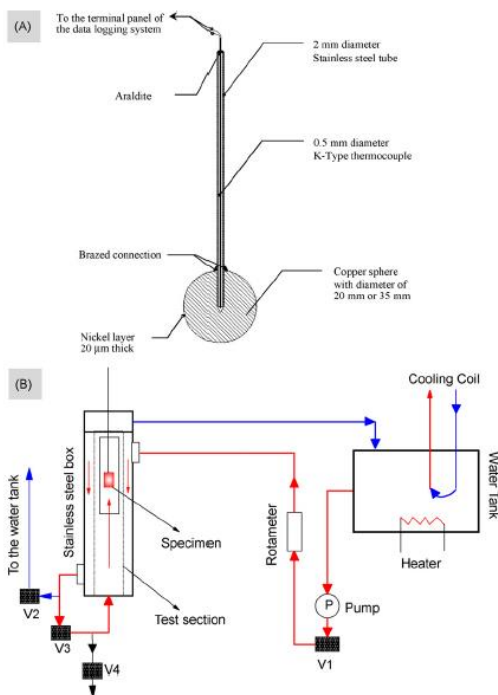 (A)
To the terminal panel of
the data logging system
2 mm diameter
Stainless steel tube
Araldite
0.5 mm diameter
K-Type thermocouple
Brazed connection
Copper sphere
with diameter of
20 mm or 35 mm
Nickel layer
20 µm thick
(B)
Cooling Coil
To the water tank
Stainless steel box
Specimen
Test section
Rotameter
Water Tank
Heater
P
Pump
V1
V2
V3
V4